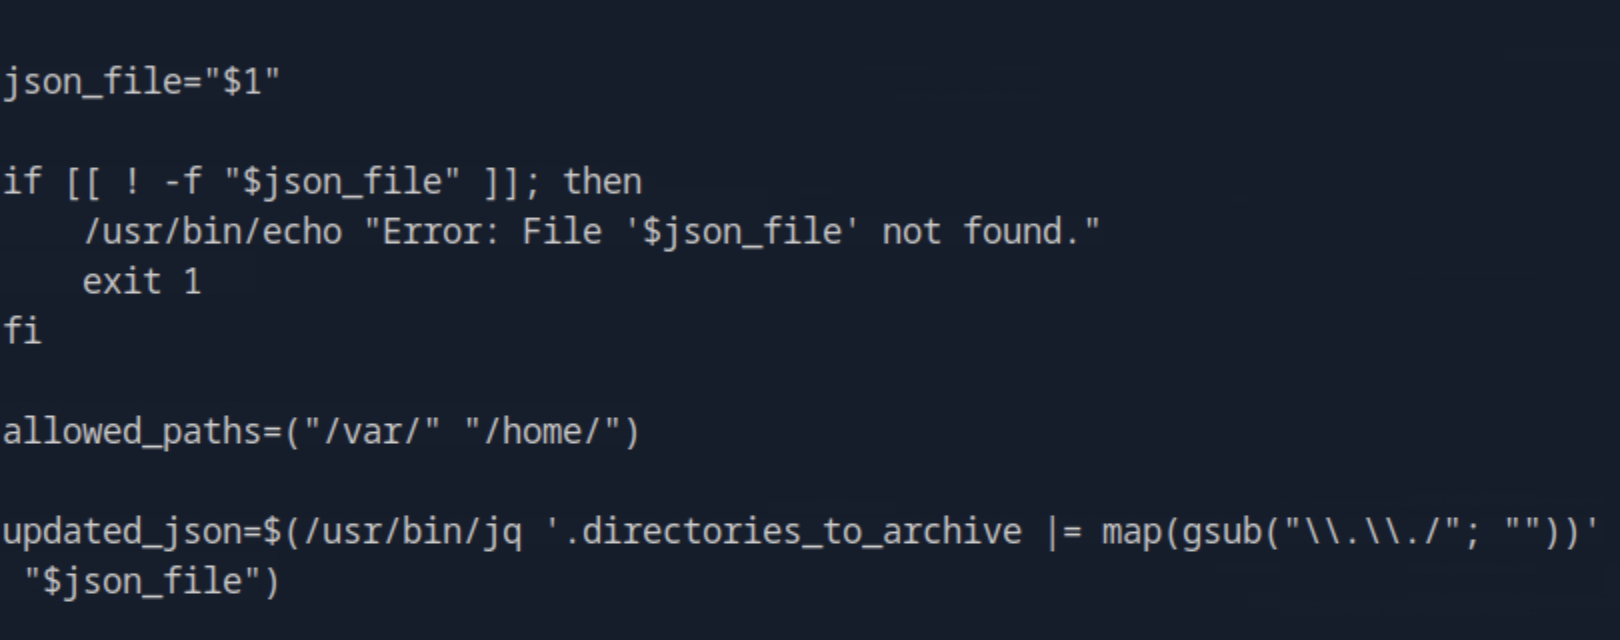 json_file="$1"
if [[ ! -f "$json_file" ]]; then
    /usr/bin/echo "Error: File '$json_file' not found."
    exit 1
fi
allowed_paths=("/var/" "/home/")
updated_json=$(/usr/bin/jq '.directories_to_archive |= map(gsub("\\.\\./"; ""))'
 "$json_file")